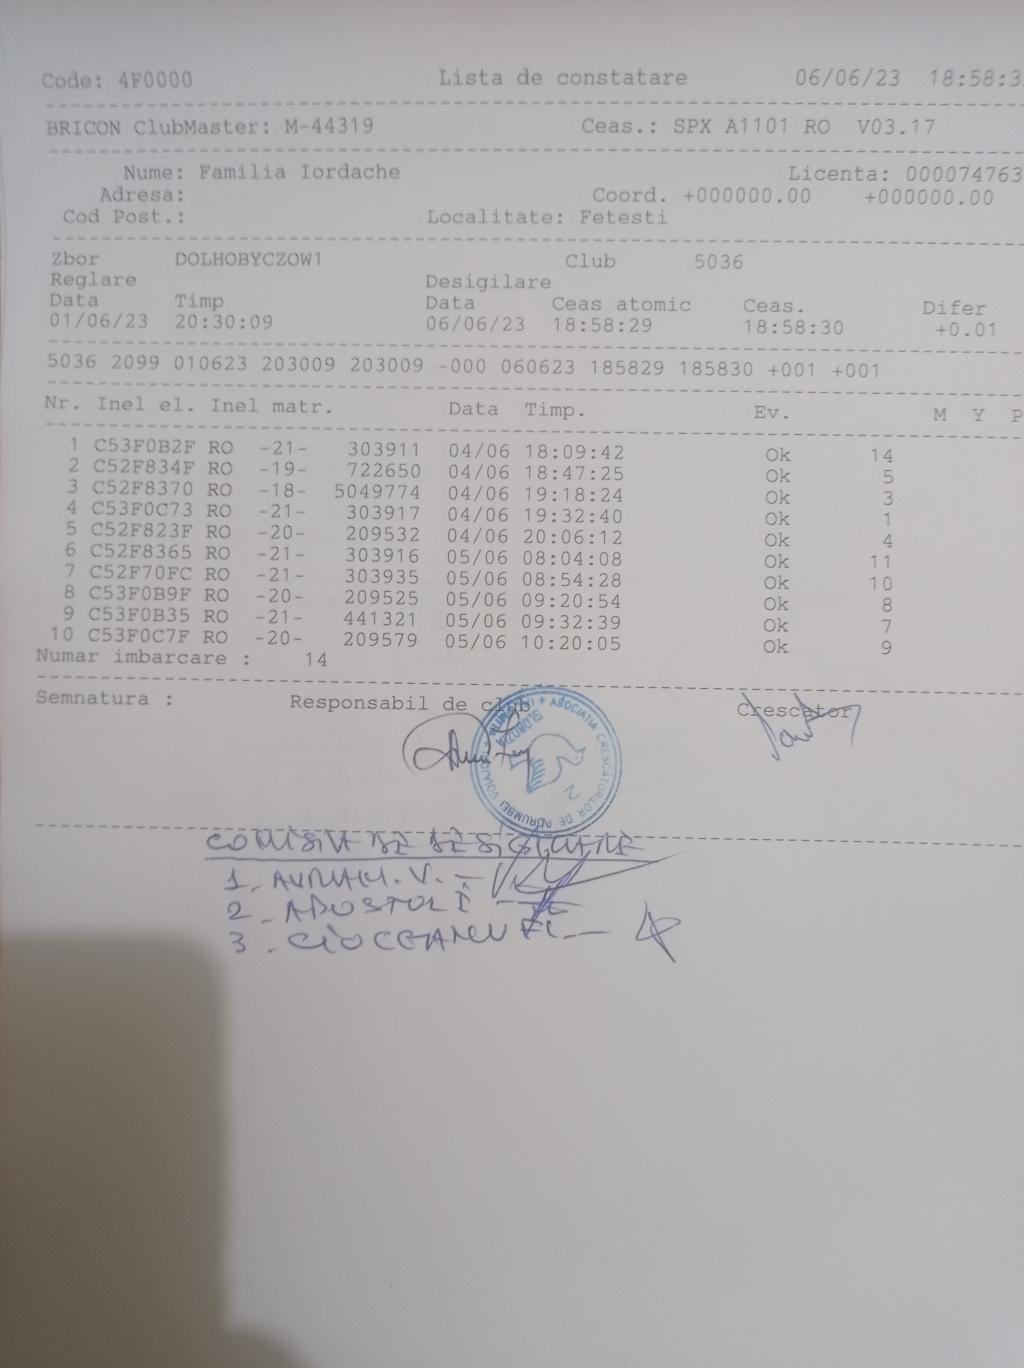 Code: 4F0000 Lista de constatare 06/06/23 18:58:3
BRICON ClubMaster: M-44319 Ceas.: SPX A1101 RO V03.17
Nume: Familia Iordache Licenta: 000074763
Adresa: Coord. +000000.00 +000000.00
Cod Post.: Localitate: Fetesti
Zbor DOLHOBYCZOW1 Club 5036
Reglare Desigilare
Data Timp Data Ceas atomic Ceas. Difer
01/06/23 20:30:09 06/06/23 18:58:29 18:58:30 +0.01
5036 2099 010623 203009 203009 -000 060623 185829 185830 +001 +001
Nr. Inel el. Inel matr. Data Timp. Ev. M Y P
1 C53F0B2F RO -21- 303911 04/06 18:09:42 Ok 14
2 C52F834F RO -19- 722650 04/06 18:47:25 Ok 5
3 C52F8370 RO -18- 5049774 04/06 19:18:24 Ok 3
4 C53F0C73 RO -21- 303917 04/06 19:32:40 Ok 1
5 C52F823F RO -20- 209532 04/06 20:06:12 Ok 4
6 C52F8365 RO -21- 303916 05/06 08:04:08 Ok 11
7 C52F70FC RO -21- 303935 05/06 08:54:28 Ok 10
8 C53F0B9F RO -20- 209525 05/06 09:20:54 Ok 8
9 C53F0B35 RO -21- 441321 05/06 09:32:39 Ok 7
10 C53F0C7F RO -20- 209579 05/06 10:20:05 Ok 9
Numar imbarcare : 14
Semnatura : Responsabil de club Crescator
ASOCIATIA CRESCATORILOR DE PORUMBEI VOIAJORI
SLOBOZIA
2
1. AVRAM. V. -
2 - APOSTOL I -
3 -